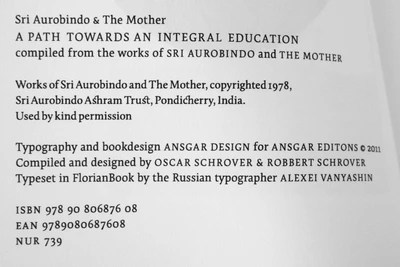 Sri Aurobindo & The Mother
A PATH TOWARDS AN INTEGRAL EDUCATION
compiled from the works of SRI AUROBINDO and THE MOTHER
Works of Sri Aurobindo and The Mother, copyrighted 1978,
Sri Aurobindo Ashram Trust, Pondicherry, India.
Used by kind permission
Typography and bookdesign ANSGAR DESIGN for ANSGAR EDITONS © 2011
Compiled and designed by OSCAR SCHROVER & ROBBERT SCHROVER
Typeset in FlorianBook by the Russian typographer ALEXEI VANYASHIN
ISBN 978 90 806876 08
EAN 9789080687608
NUR 739